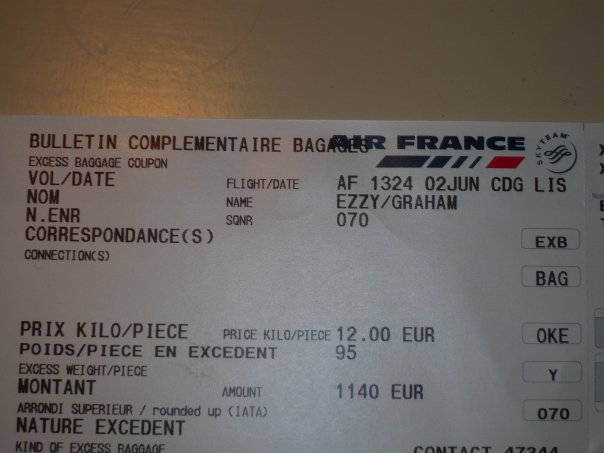 BULLETIN COMPLEMENTAIRE BAGAGES AIR FRANCE SKYTEAM
EXCESS BAGGAGE COUPON
VOL/DATE FLIGHT/DATE AF 1324 02JUN CDG LIS
NOM NAME EZZY/GRAHAM
N.ENR SQNR 070
CORRESPONDANCE(S) EXB
CONNECTION(S)
BAG
PRIX KILO/PIECE PRICE KILO/PIECE 12.00 EUR OKE
POIDS/PIECE EN EXCEDENT 95
EXCESS WEIGHT/PIECE Y
MONTANT AMOUNT 1140 EUR
ARRONDI SUPERIEUR / rounded up (IATA) 070
NATURE EXCEDENT
KIND OF EXCESS BAGGAGE CONTACT 47344